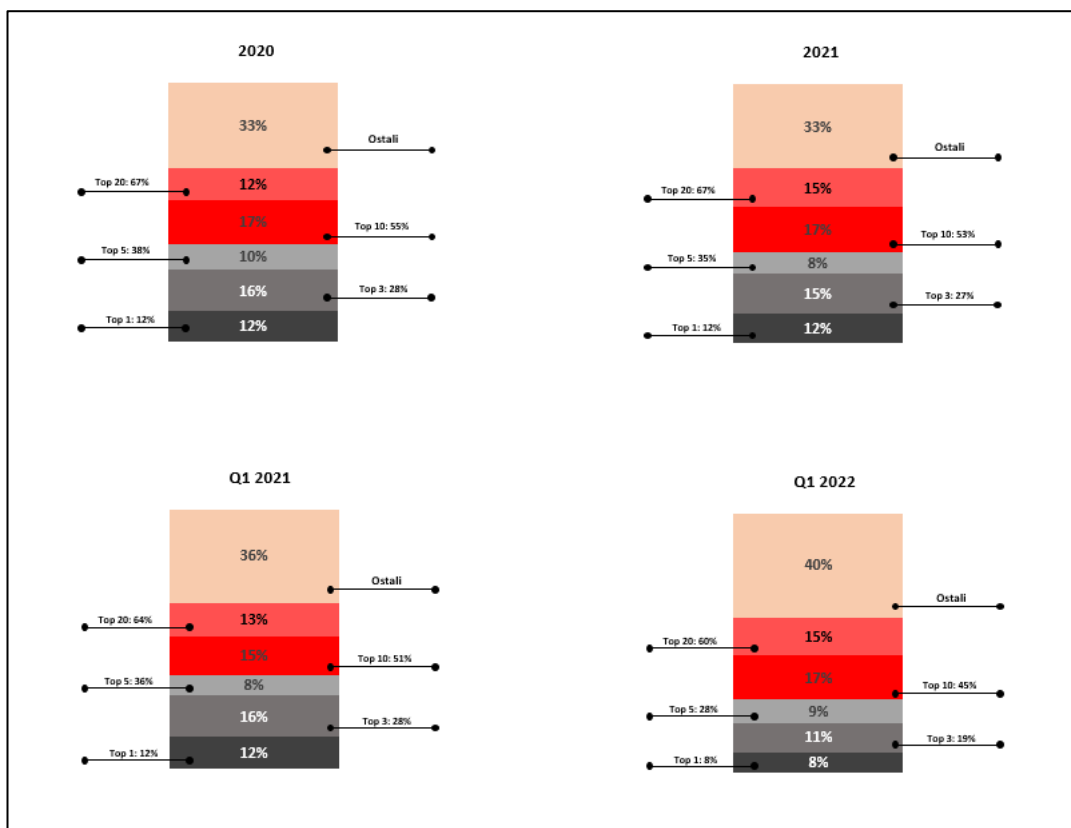 2020
33%
Ostali
Top 20: 67%
12%
17%
Top 10: 55%
Top 5: 38%
10%
16%
Top 3: 28%
Top 1: 12%
12%
2021
33%
Ostali
Top 20: 67%
15%
17%
Top 10: 53%
Top 5: 35%
8%
15%
Top 3: 27%
Top 1: 12%
12%
Q1 2021
36%
Ostali
Top 20: 64%
13%
15%
Top 10: 51%
Top 5: 36%
8%
16%
Top 3: 28%
Top 1: 12%
12%
Q1 2022
40%
Ostali
Top 20: 60%
15%
17%
Top 10: 45%
Top 5: 28%
9%
11%
Top 3: 19%
Top 1: 8%
8%